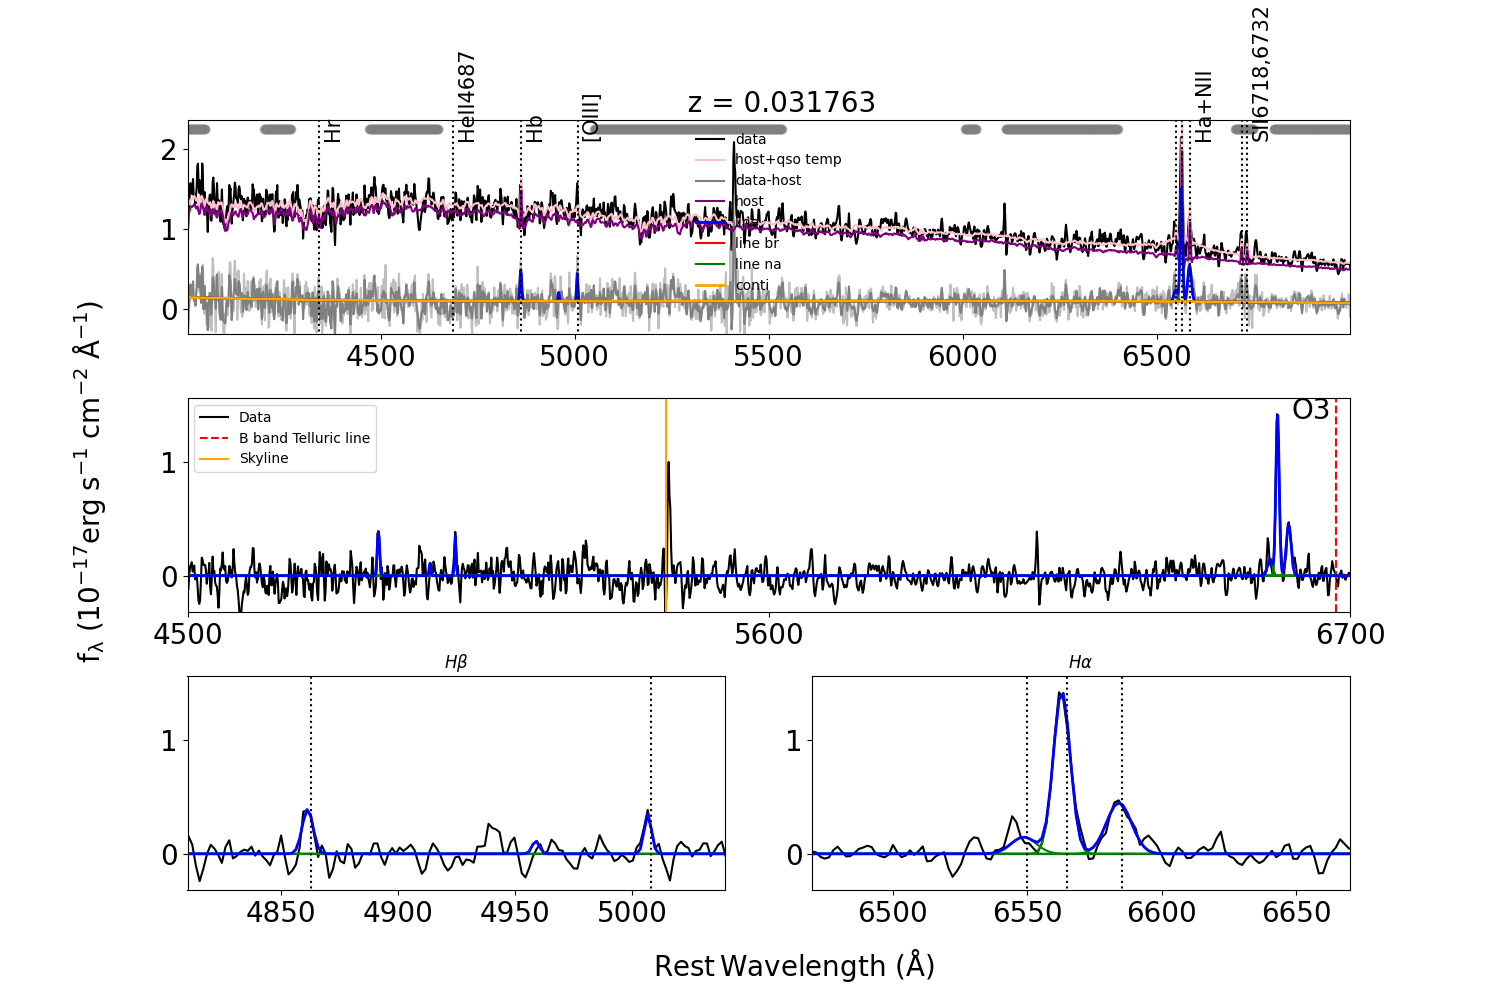 z = 0.031763
Hr
HeII4687
Hb
[OIII]
Ha+NII
SII6718,6732
data
host+qso temp
data-host
host
line br
line na
conti
2
1
0
4500
5000
5500
6000
6500
Data
B band Telluric line
Skyline
O3
1
0
4500
5600
6700
fλ (10−17erg s−1 cm−2 Å−1)
Hβ
1
0
4850
4900
4950
5000
Hα
1
0
6500
6550
6600
6650
Rest Wavelength (Å)